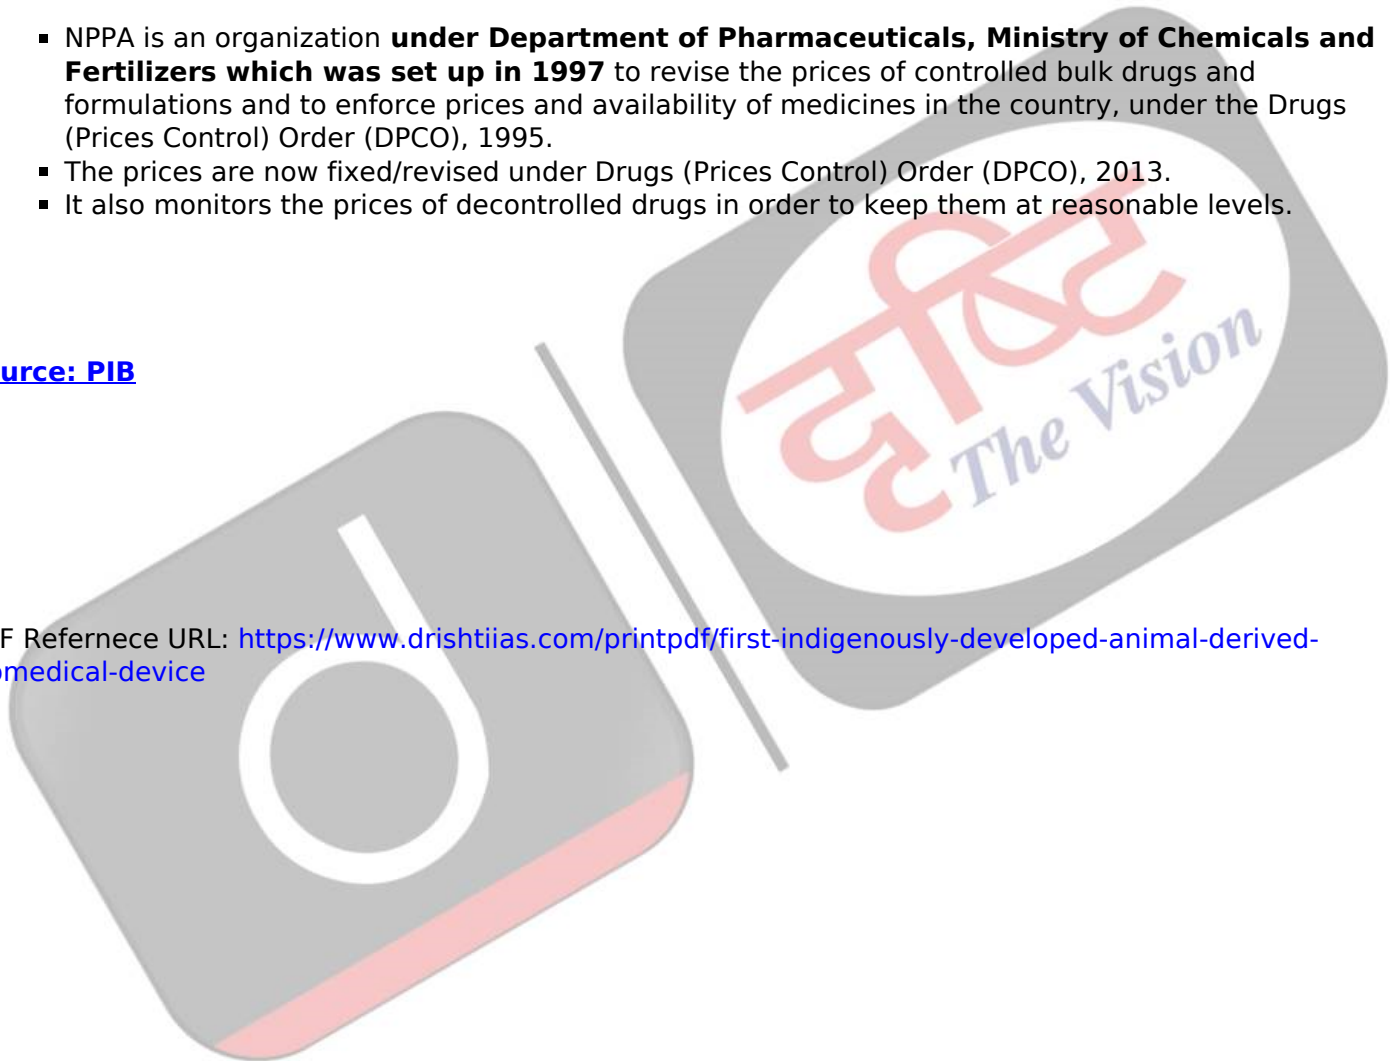 ▪ NPPA is an organization under Department of Pharmaceuticals, Ministry of Chemicals and
Fertilizers which was set up in 1997 to revise the prices of controlled bulk drugs and
formulations and to enforce prices and availability of medicines in the country, under the Drugs
(Prices Control) Order (DPCO), 1995.
▪ The prices are now fixed/revised under Drugs (Prices Control) Order (DPCO), 2013.
▪ It also monitors the prices of decontrolled drugs in order to keep them at reasonable levels.
दृष्टि
The Vision
urce: PIB
d
F Refernece URL: https://www.drishtiias.com/printpdf/first-indigenously-developed-animal-derived-
omedical-device